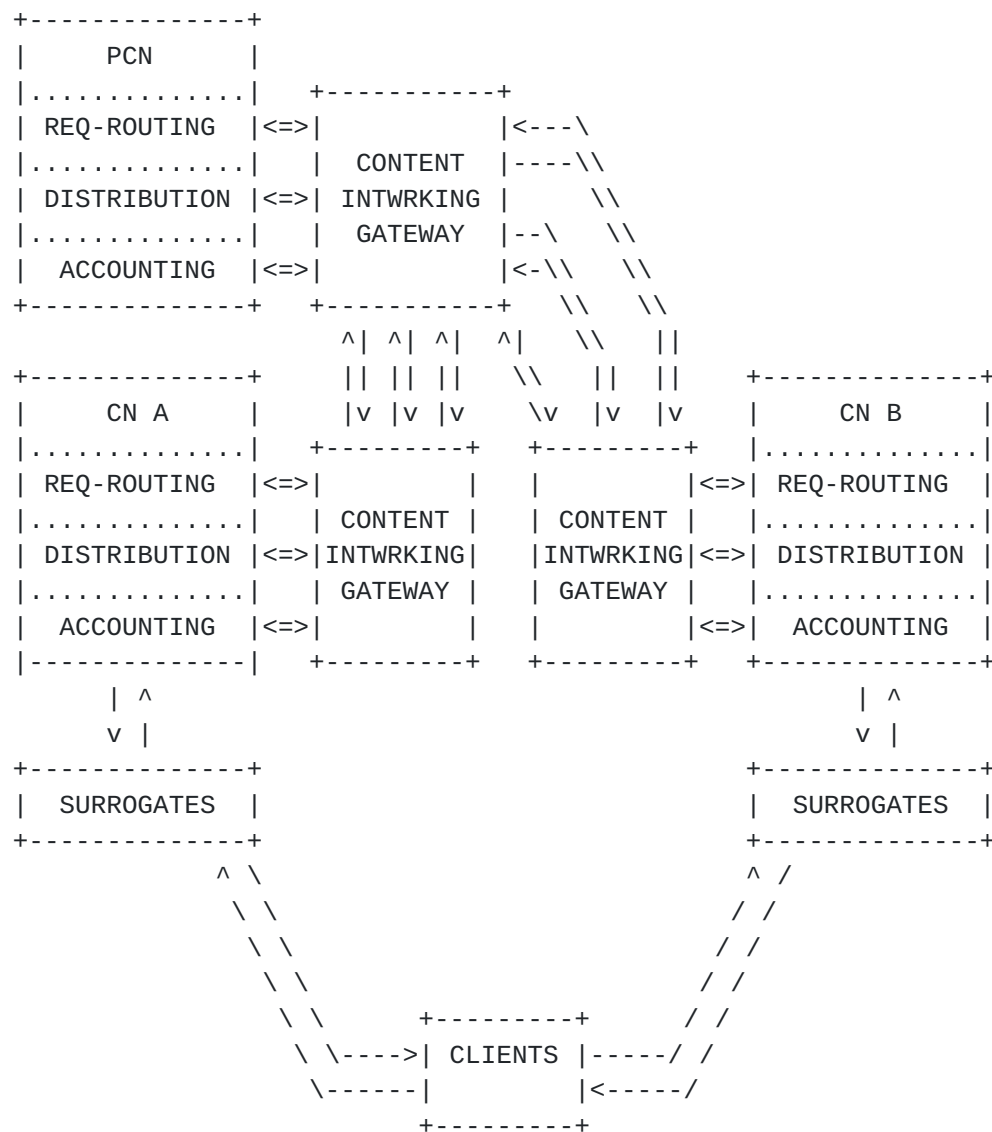 PCN
REQ-ROUTING
CONTENT
DISTRIBUTION INTWRKING
GATEWAY
ACCOUNTING
CN A CN B
REQ-ROUTING REQ-ROUTING
CONTENT CONTENT
DISTRIBUTION INTWRKING INTWRKING DISTRIBUTION
GATEWAY GATEWAY
ACCOUNTING ACCOUNTING
SURROGATES SURROGATES
CLIENTS